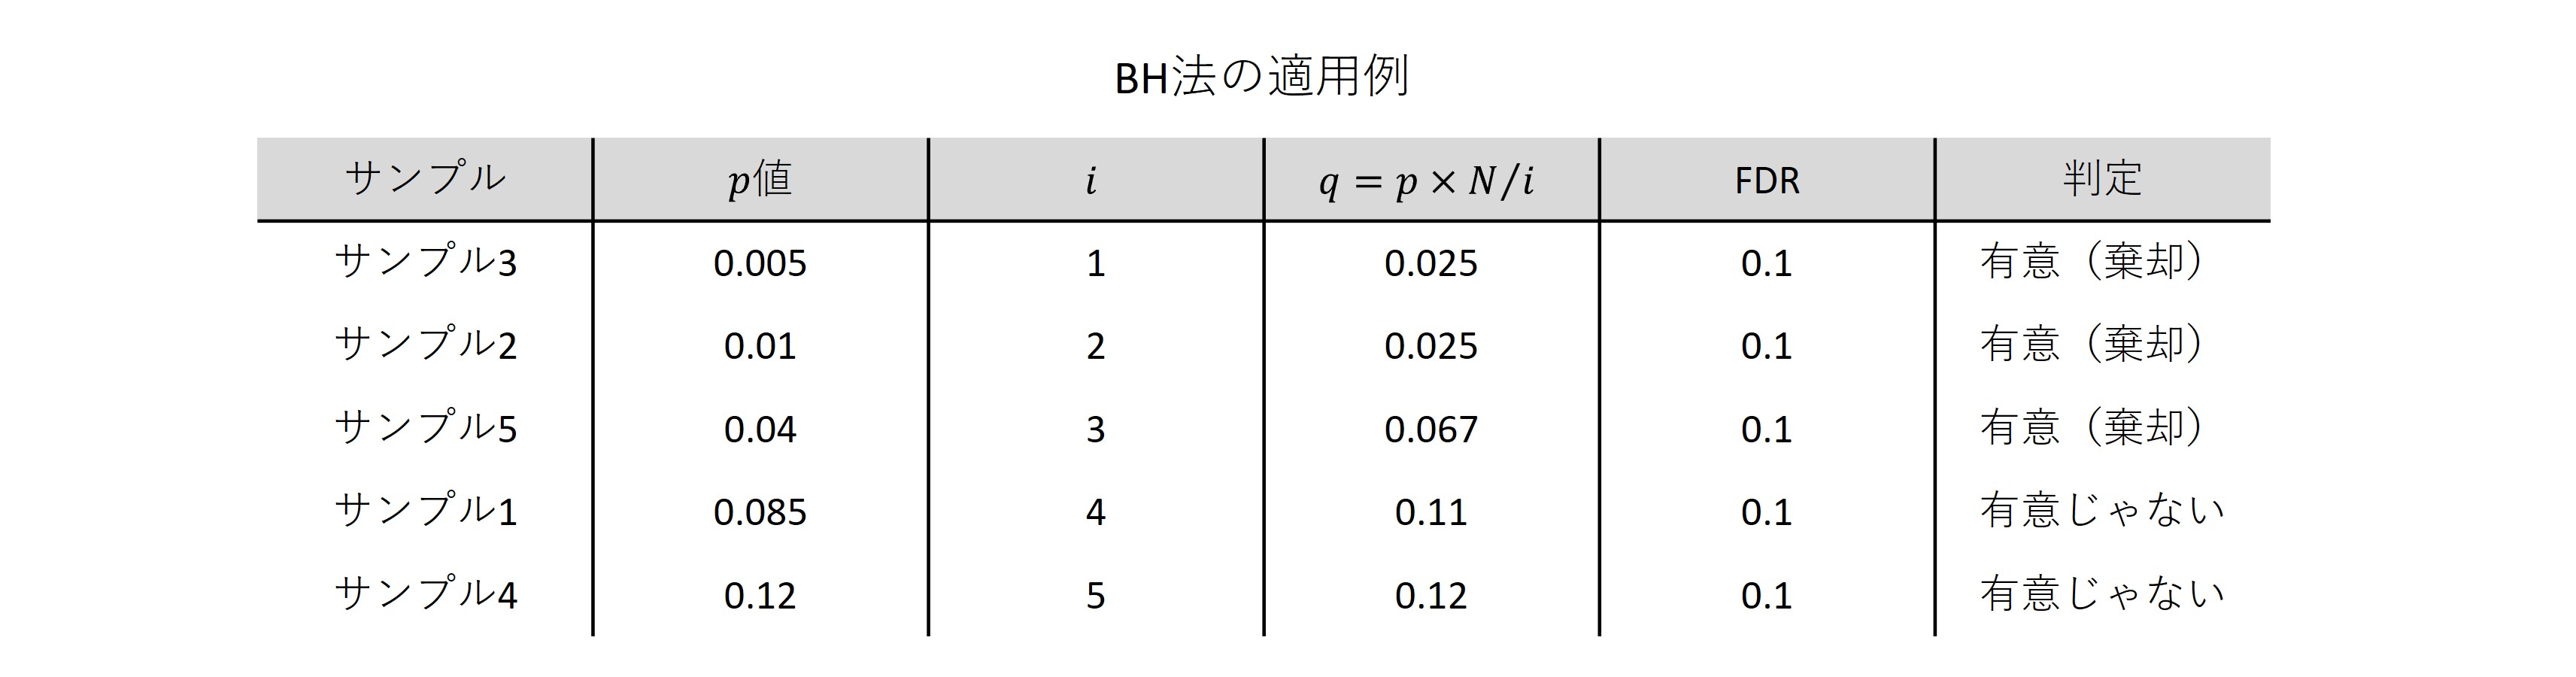 BH法の適用例
サンプル p値 i q = p × N/i FDR 判定
サンプル3 0.005 1 0.025 0.1 有意（棄却）
サンプル2 0.01 2 0.025 0.1 有意（棄却）
サンプル5 0.04 3 0.067 0.1 有意（棄却）
サンプル1 0.085 4 0.11 0.1 有意じゃない
サンプル4 0.12 5 0.12 0.1 有意じゃない